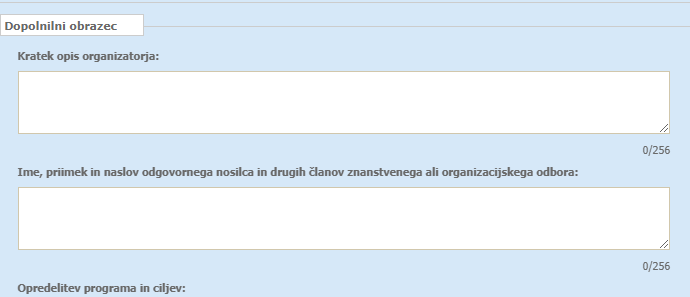 Dopolnilni obrazec
Kratek opis organizatorja:
0/256
Ime, priimek in naslov odgovornega nosilca in drugih članov znanstvenega ali organizacijskega odbora:
0/256
Opredelitev programa in ciljev: